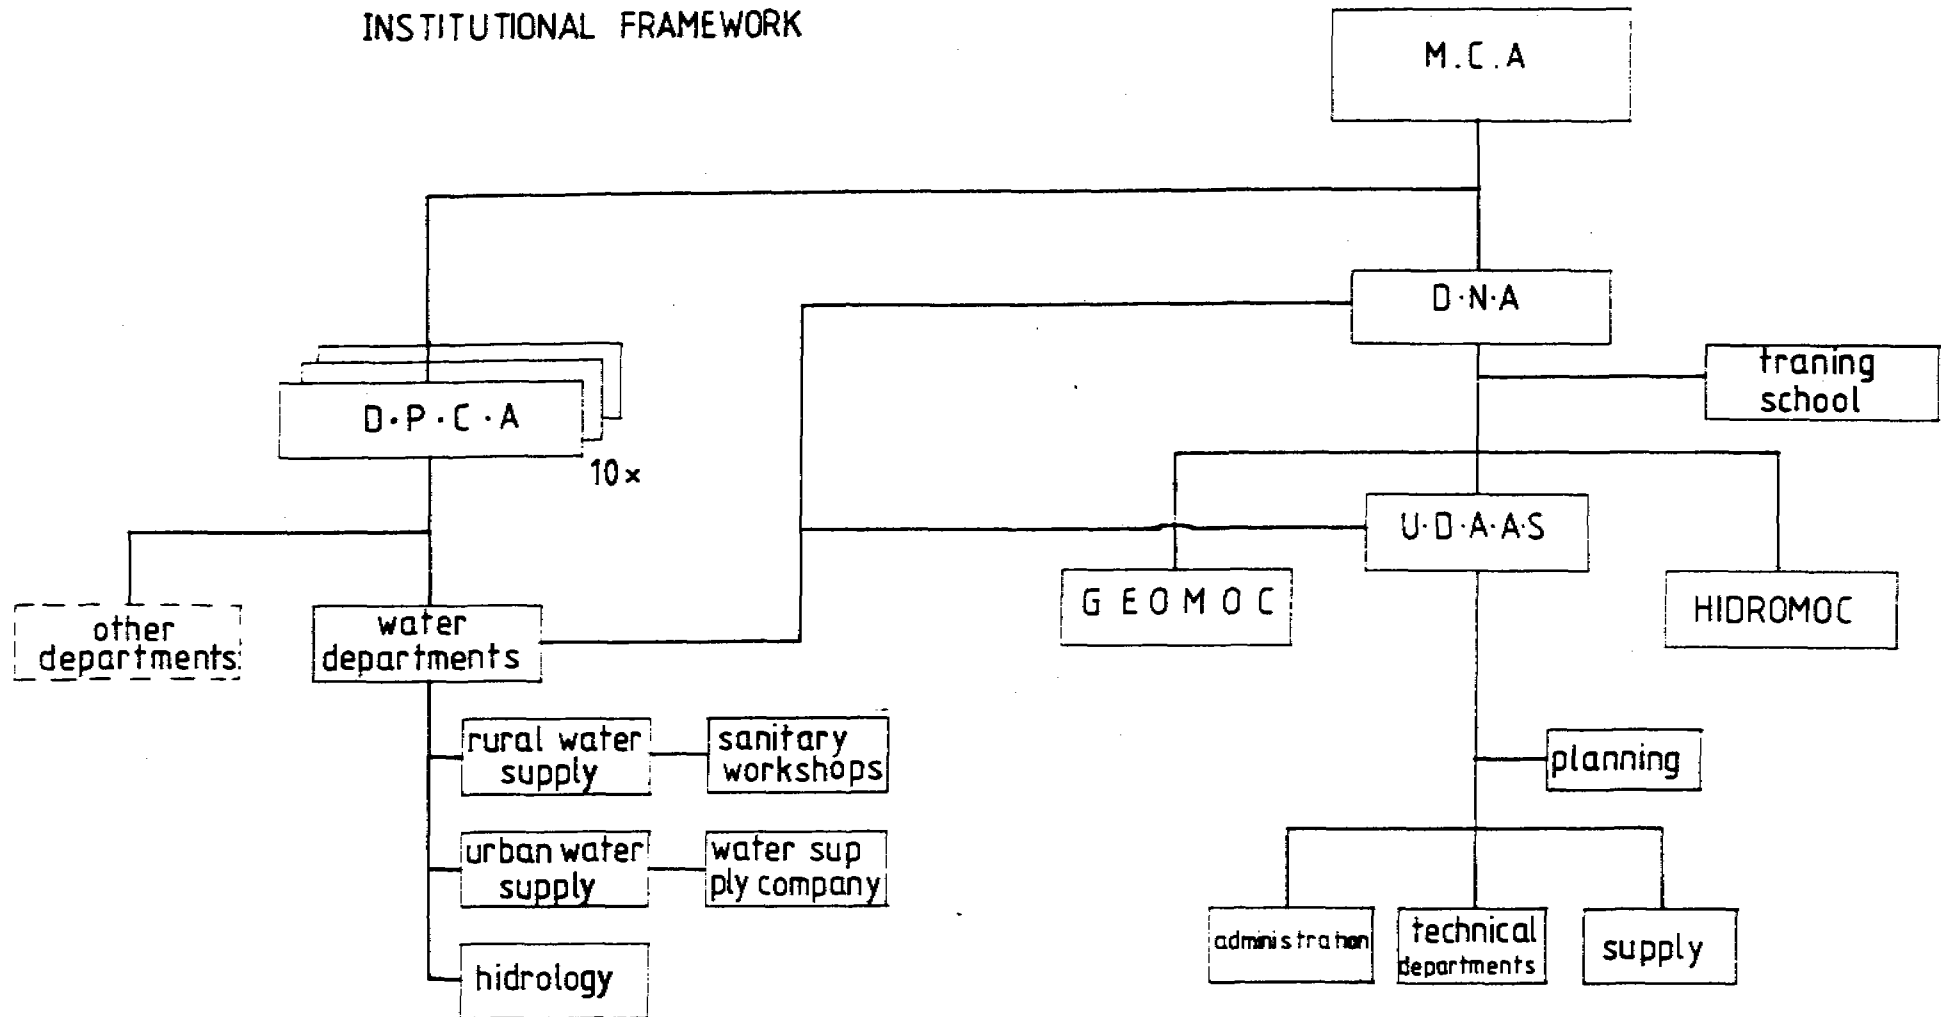 INSTITUTIONAL FRAMEWORK
M.C.A
D.N.A
traning
school
D.P.C.A
10x
U.D.A.A.S
GEOMOC
HIDROMOC
other
departments
water
departments
rural water
supply
sanitary
workshops
planning
urban water
supply
water sup
ply company
administration
technical
departments
supply
hidrology